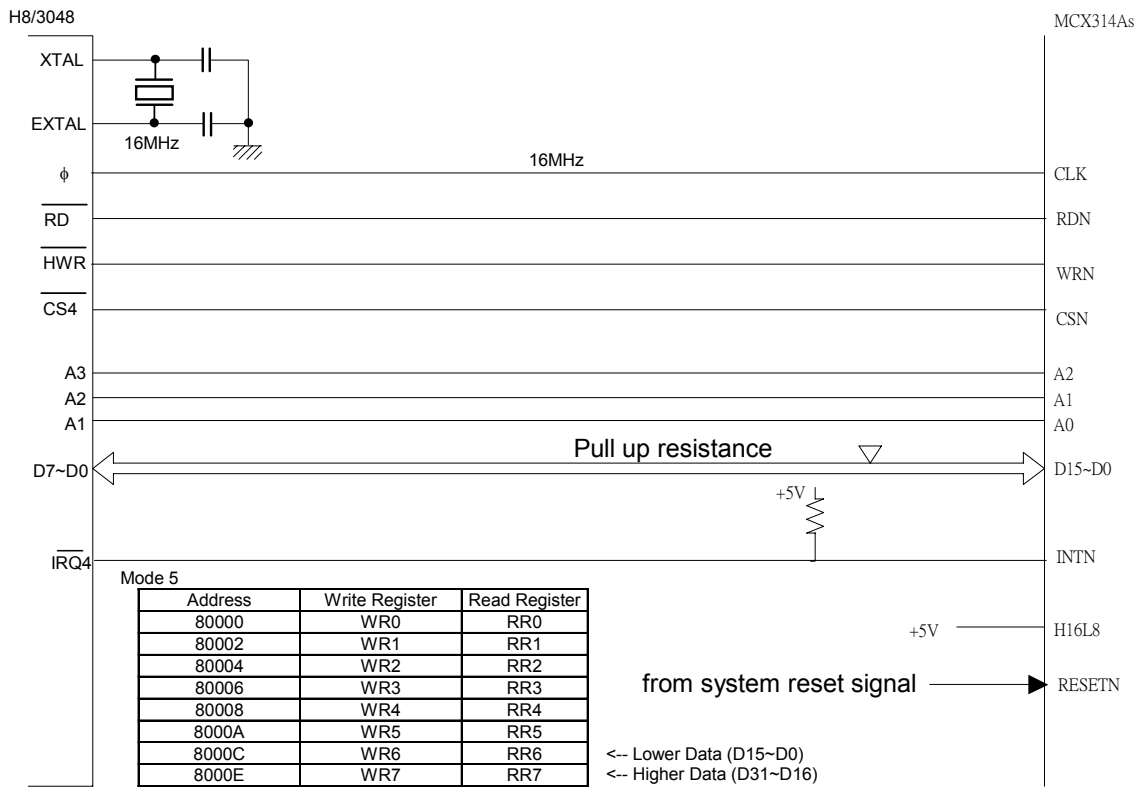 H8/3048
MCX314As
XTAL
EXTAL
16MHz
16MHz
ϕ
CLK
RD
RDN
HWR
WRN
CS4
CSN
A3
A2
A2
A1
A1
A0
Pull up resistance
D7~D0
D15~D0
+5V
IRQ4
INTN
Mode 5
Address Write Register Read Register
80000 WR0 RR0
80002 WR1 RR1
80004 WR2 RR2
80006 WR3 RR3
80008 WR4 RR4
8000A WR5 RR5
8000C WR6 RR6 <-- Lower Data (D15~D0)
8000E WR7 RR7 <-- Higher Data (D31~D16)
+5V
H16L8
from system reset signal
RESETN